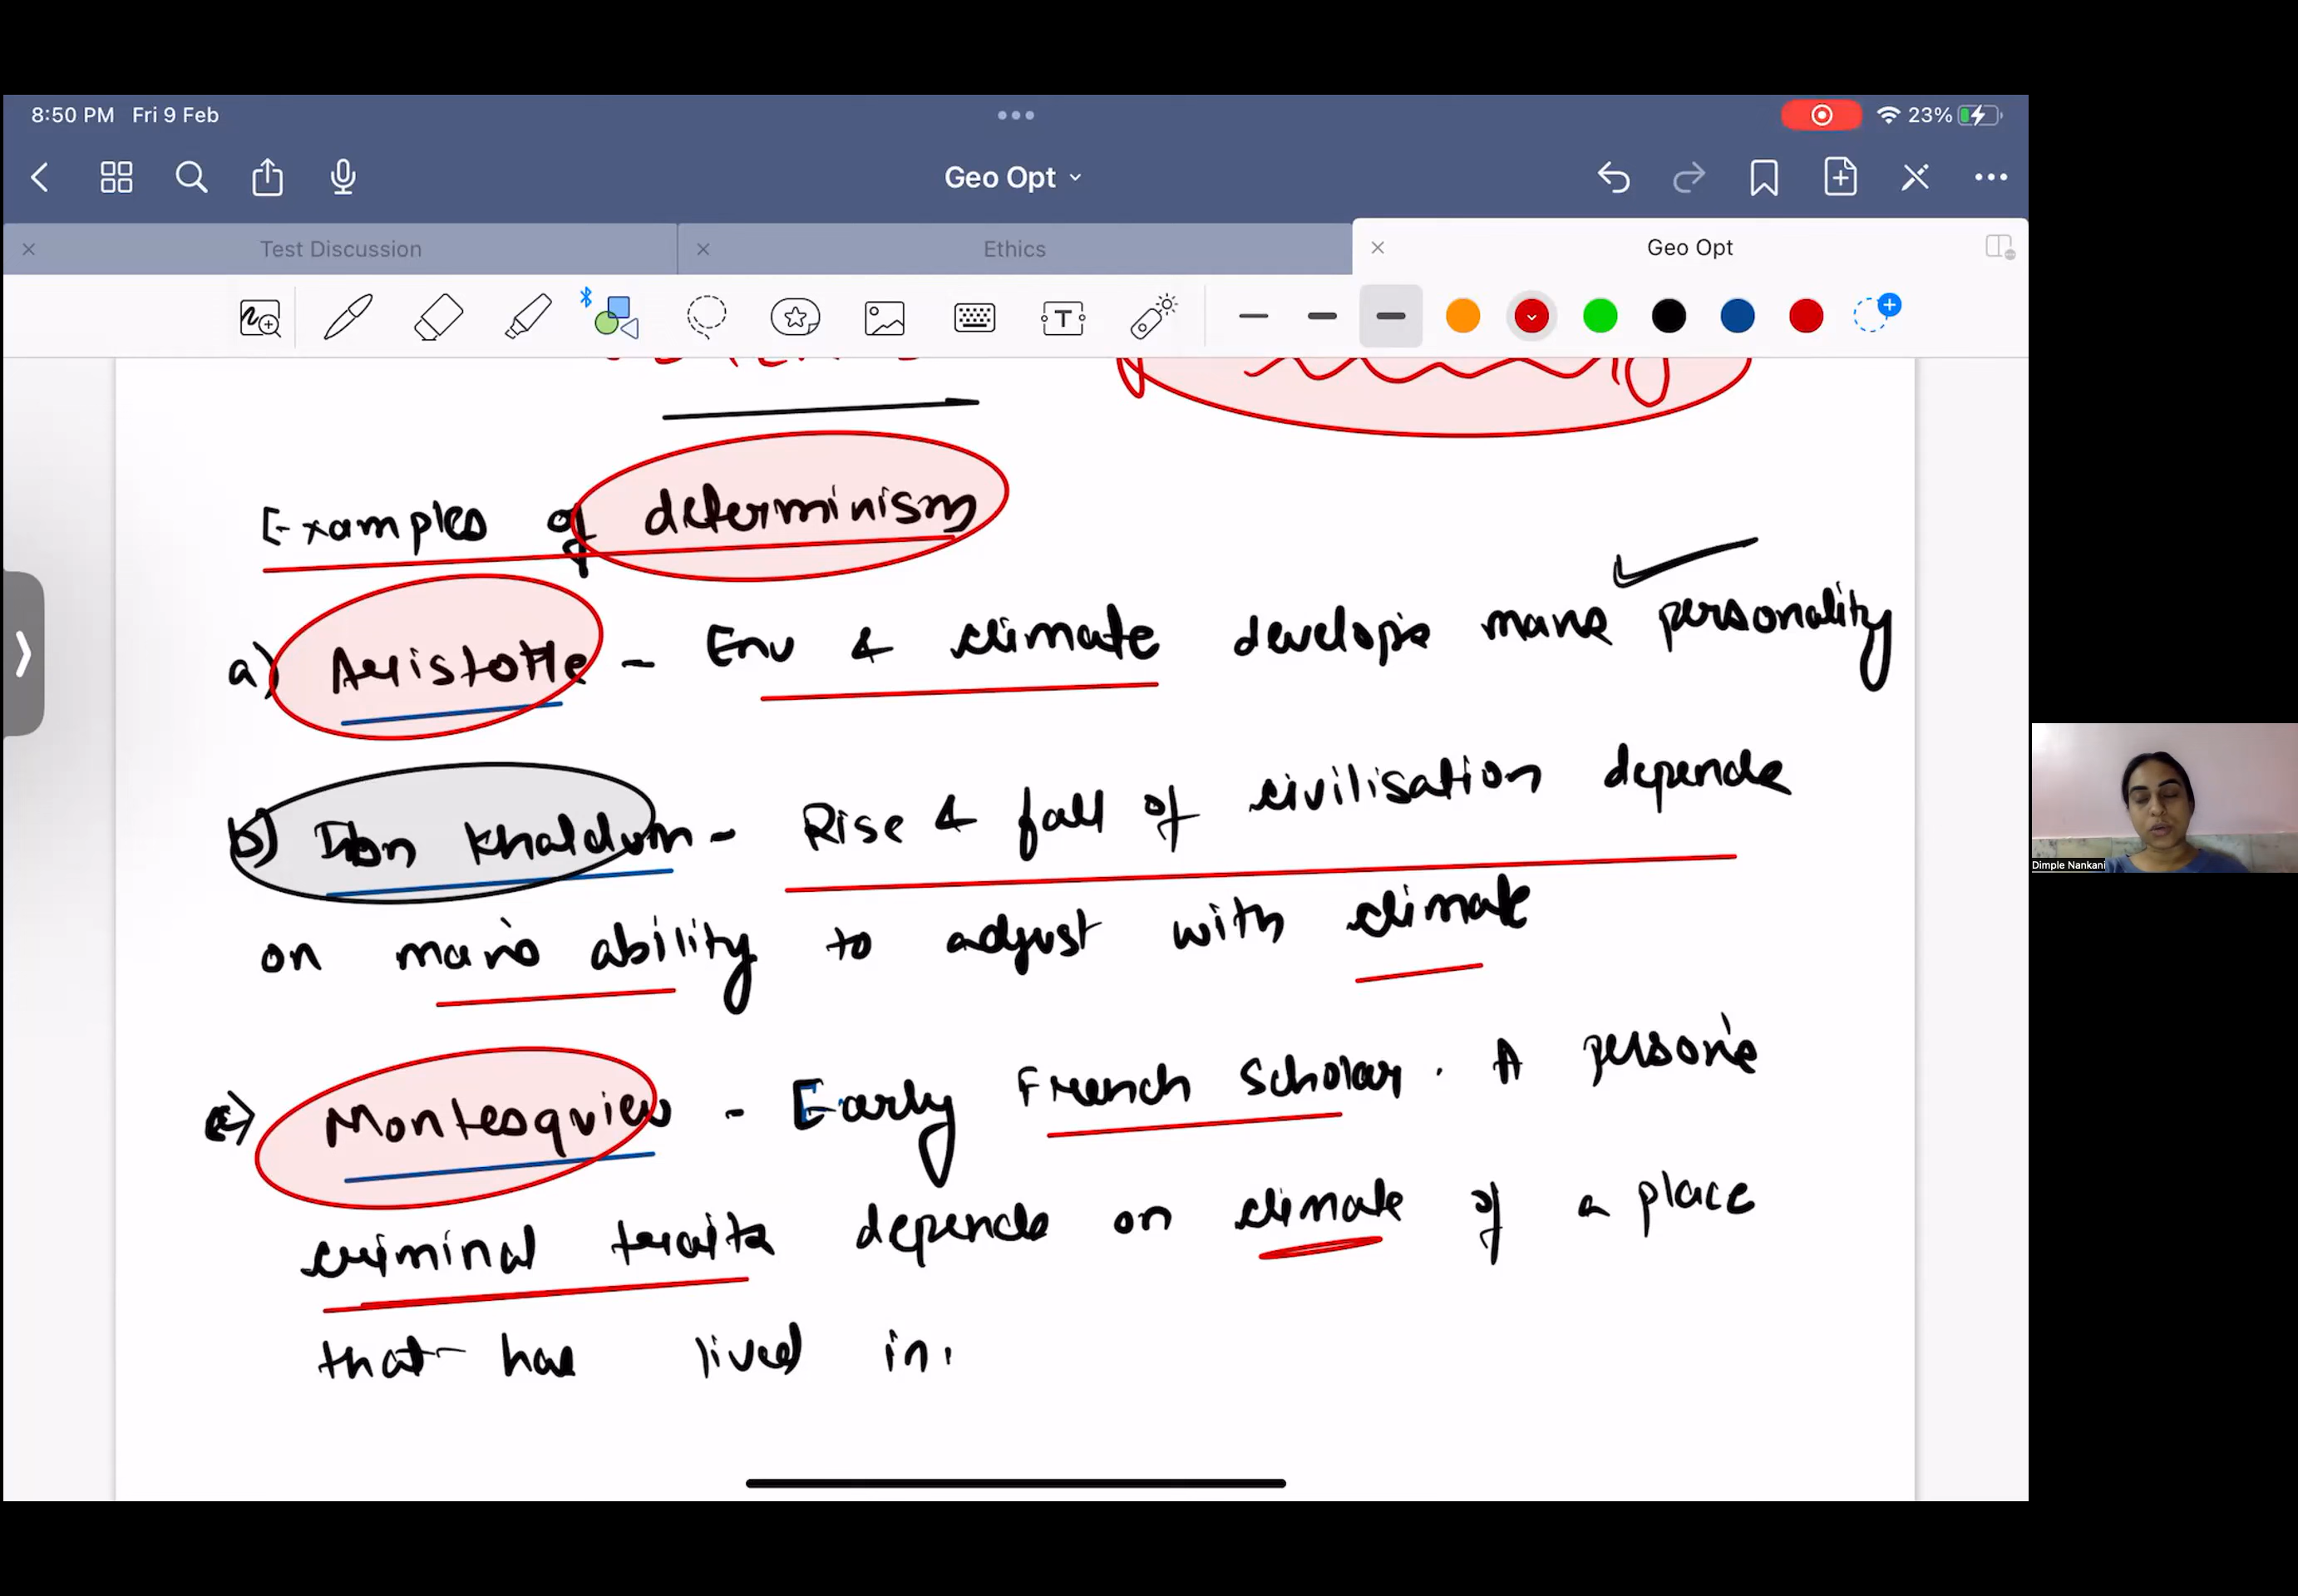 8:50 PM Fri 9 Feb
23%
Geo Opt
Test Discussion
Ethics
Geo Opt
Examples of determinism
a) Aristotle - Env & climate develops mans personality
b) Ibn Khaldun - Rise & fall of civilisation depends
on man's ability to adjust with climate
c) Montesquieu - Early French Scholar. A person's
criminal traits depends on climate of a place
that has lived in.
Dimple Nankani